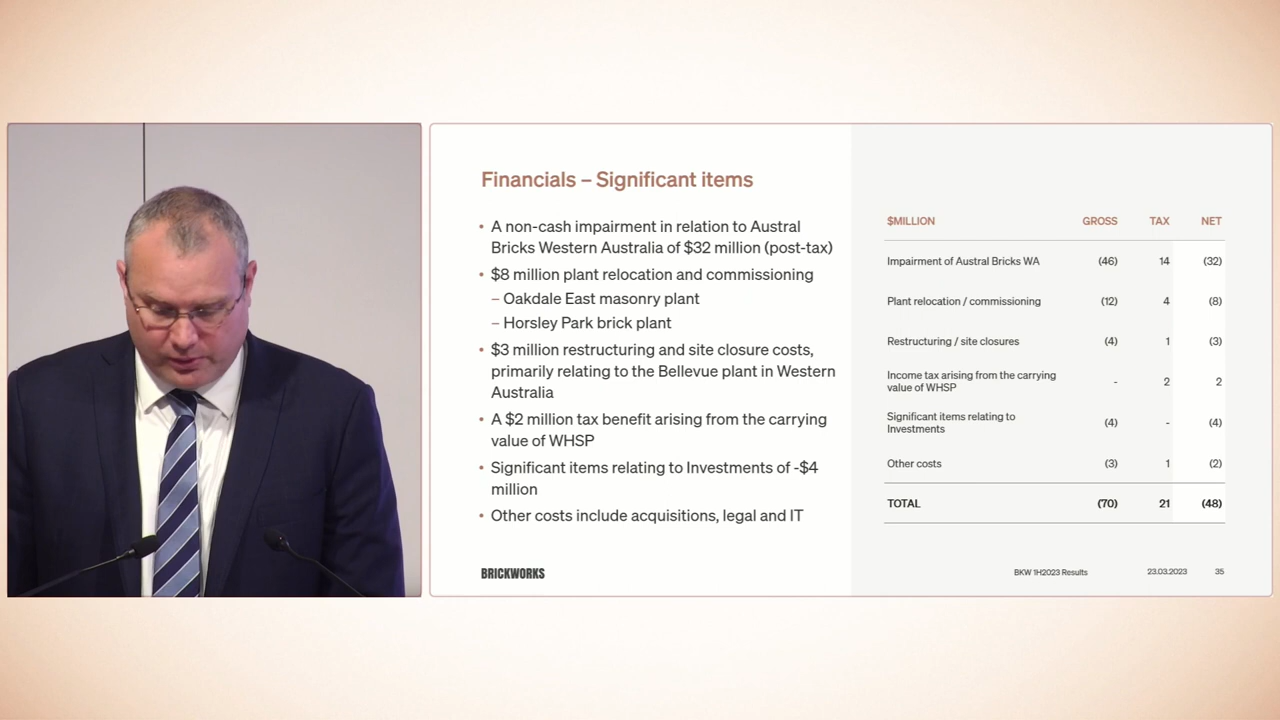 Financials – Significant items
• A non-cash impairment in relation to Austral
Bricks Western Australia of $32 million (post-tax)
• $8 million plant relocation and commissioning
– Oakdale East masonry plant
– Horsley Park brick plant
• $3 million restructuring and site closure costs,
primarily relating to the Bellevue plant in Western
Australia
• A $2 million tax benefit arising from the carrying
value of WHSP
• Significant items relating to Investments of -$4
million
• Other costs include acquisitions, legal and IT
$MILLION GROSS TAX NET
Impairment of Austral Bricks WA (46) 14 (32)
Plant relocation / commissioning (12) 4 (8)
Restructuring / site closures (4) 1 (3)
Income tax arising from the carrying
value of WHSP - 2 2
Significant items relating to
Investments (4) - (4)
Other costs (3) 1 (2)
TOTAL (70) 21 (48)
BRICKWORKS
BKW 1H2023 Results 23.03.2023 35